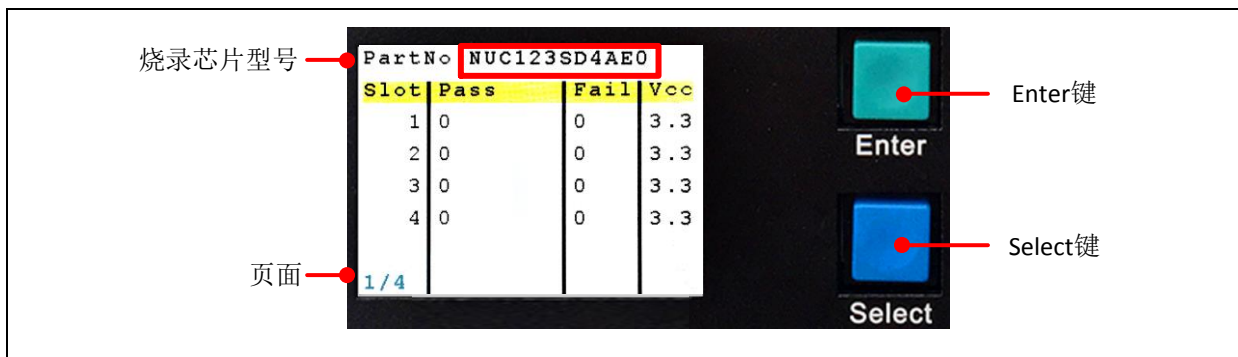 烧录芯片型号
PartNo NUC123SD4AE0
Slot Pass Fail Vcc
1 0 0 3.3
2 0 0 3.3
3 0 0 3.3
4 0 0 3.3
页面
1/4
Enter键
Enter
Select键
Select